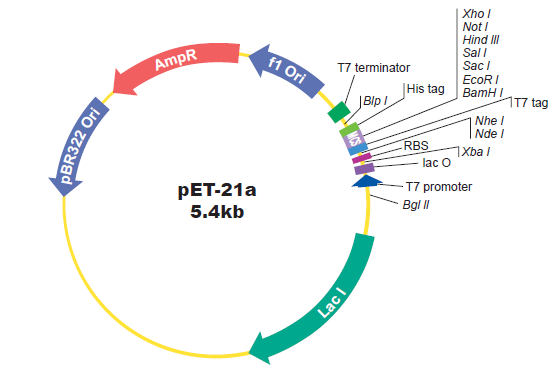 Xho I
Not I
Hind III
Sal I
Sac I
EcoR I
BamH I
T7 tag
Nhe I
Nde I
Xba I
AmpR
f1 Ori
T7 terminator
His tag
Blp I
MCS
RBS
lac O
T7 promoter
Bgl II
pBR322 Ori
pET-21a
5.4kb
Lac I